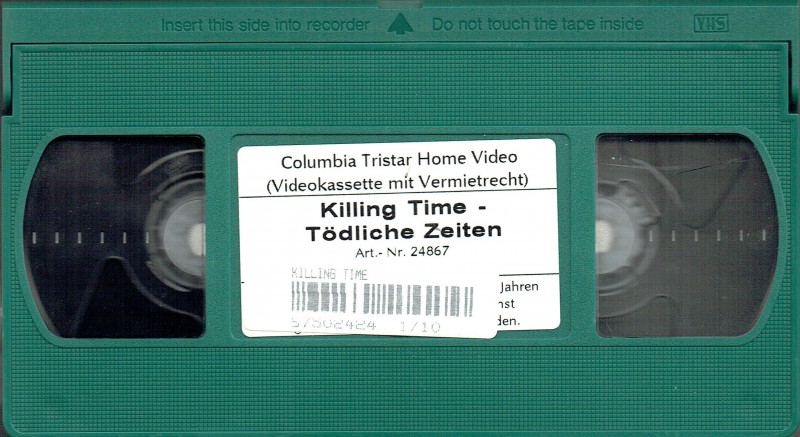 Insert this side into recorder Do not touch the tape inside VHS
Columbia Tristar Home Video
(Videokassette mit Vermietrecht)
Killing Time -
Tödliche Zeiten
Art.- Nr. 24867
KILLING TIME
Jahren
den.
57502424 1/10